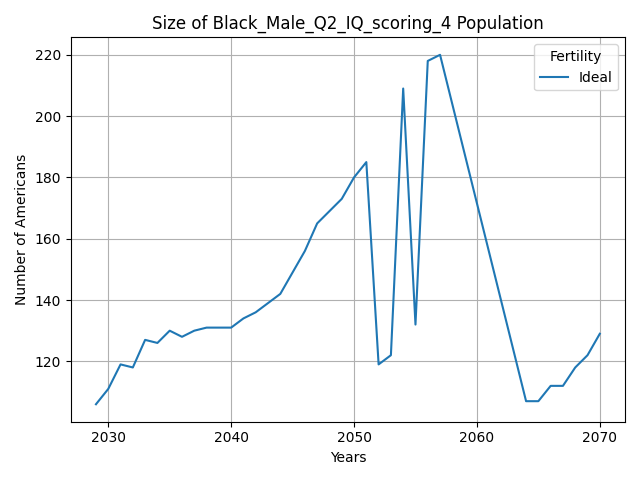 Size of Black_Male_Q2_IQ_scoring_4 Population
Fertility
Ideal
Number of Americans
220
200
180
160
140
120
2030 2040 2050 2060 2070
Years